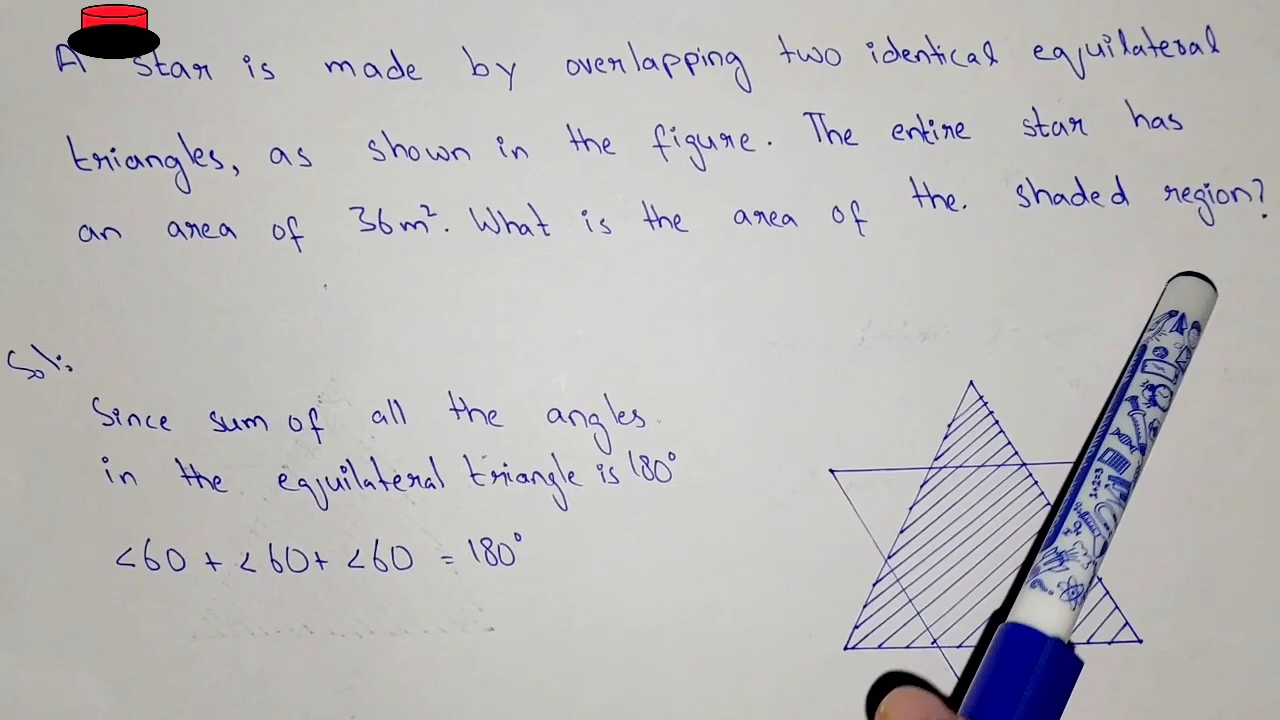 A star is made by overlapping two identical equilateral
triangles, as shown in the figure. The entire star has
an area of 36m². What is the area of the. shaded region?
Sol:
Since sum of all the angles
in the equilateral triangle is 180°
<60 + <60 + <60 = 180°